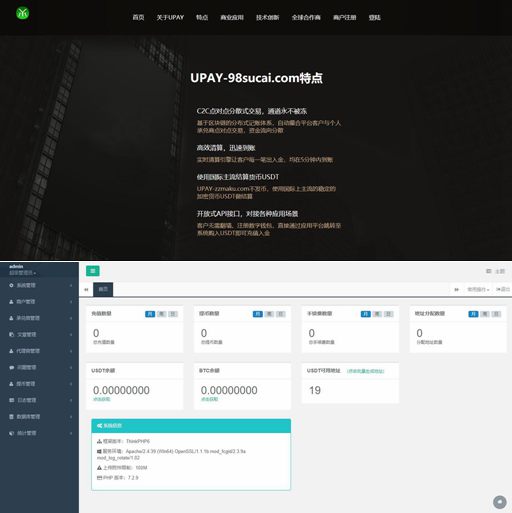 首页 关于UPAY 特点 商业应用 技术创新 全球合作商 商户注册 登陆
UPAY-98sucai.com特点
C2C点对点分散式交易，通道永不被冻
基于区块链的分布式记账体系，自动撮合平台客户与个人
承兑商点对点交易，资金流向分散
高效清算，迅速到账
实时清算引擎让客户每一笔出入金，均在5分钟内到账
使用国际主流结算货币USDT
UPAY-zzmaku.com不发币，使用国际上主流的稳定的
加密货币USDT做结算
开放式API接口，对接各种应用场景
客户无需翻墙，注册数字钱包，直接通过应用平台跳转至
系统购入USDT即可充值入金
admin
超级管理员
主题
首页 常用操作 退出
系统管理
商户管理
承兑商管理
文章管理
代理商管理
问题管理
提币管理
日志管理
数据库管理
统计管理
充值数量 月 周 日
0
总充值数量
提币数量 月 周 日
0
总提币数量
手续费数量 月 周 日
0
总手续费数量
地址分配数量 月 周 日
0
分配地址数量
USDT余额
0.00000000
点击获取
BTC余额
0.00000000
点击获取
USDT可用地址
19
系统信息
框架版本：ThinkPHP6
服务环境：Apache/2.4.39 (Win64) OpenSSL/1.1.1b mod_fcgid/2.3.9a
mod_log_rotate/1.02
上传附件限制：100M
PHP 版本：7.2.9